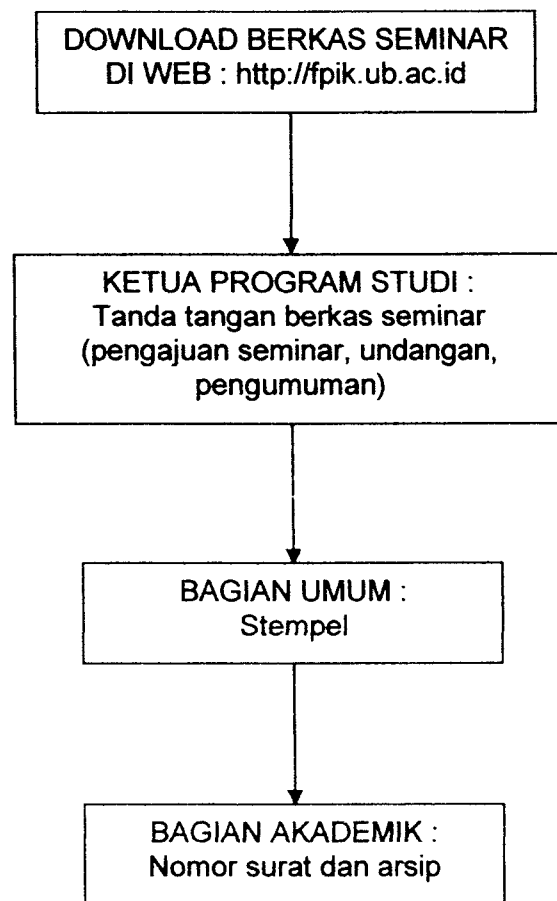 DOWNLOAD BERKAS SEMINAR
DI WEB : http://fpik.ub.ac.id
KETUA PROGRAM STUDI :
Tanda tangan berkas seminar
(pengajuan seminar, undangan,
pengumuman)
BAGIAN UMUM :
Stempel
BAGIAN AKADEMIK :
Nomor surat dan arsip